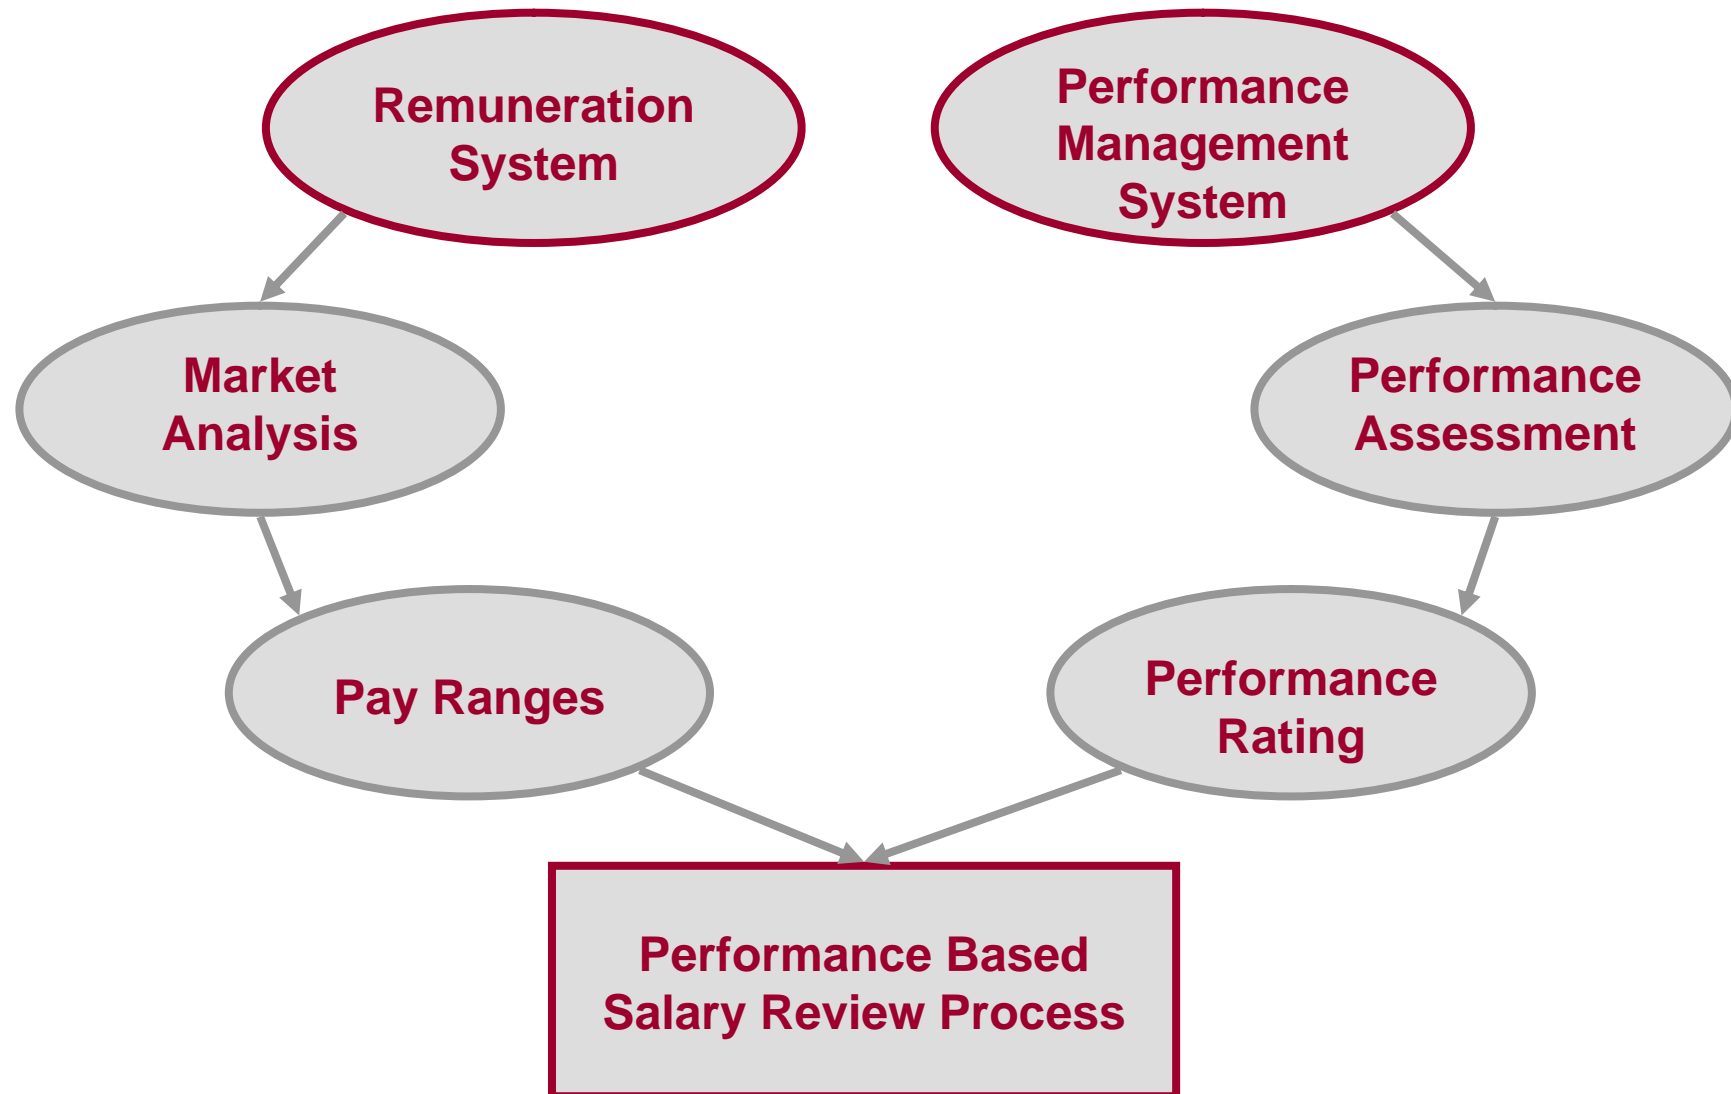 Remuneration
System
Performance
Management
System
Market
Analysis
Performance
Assessment
Pay Ranges
Performance
Rating
Performance Based
Salary Review Process